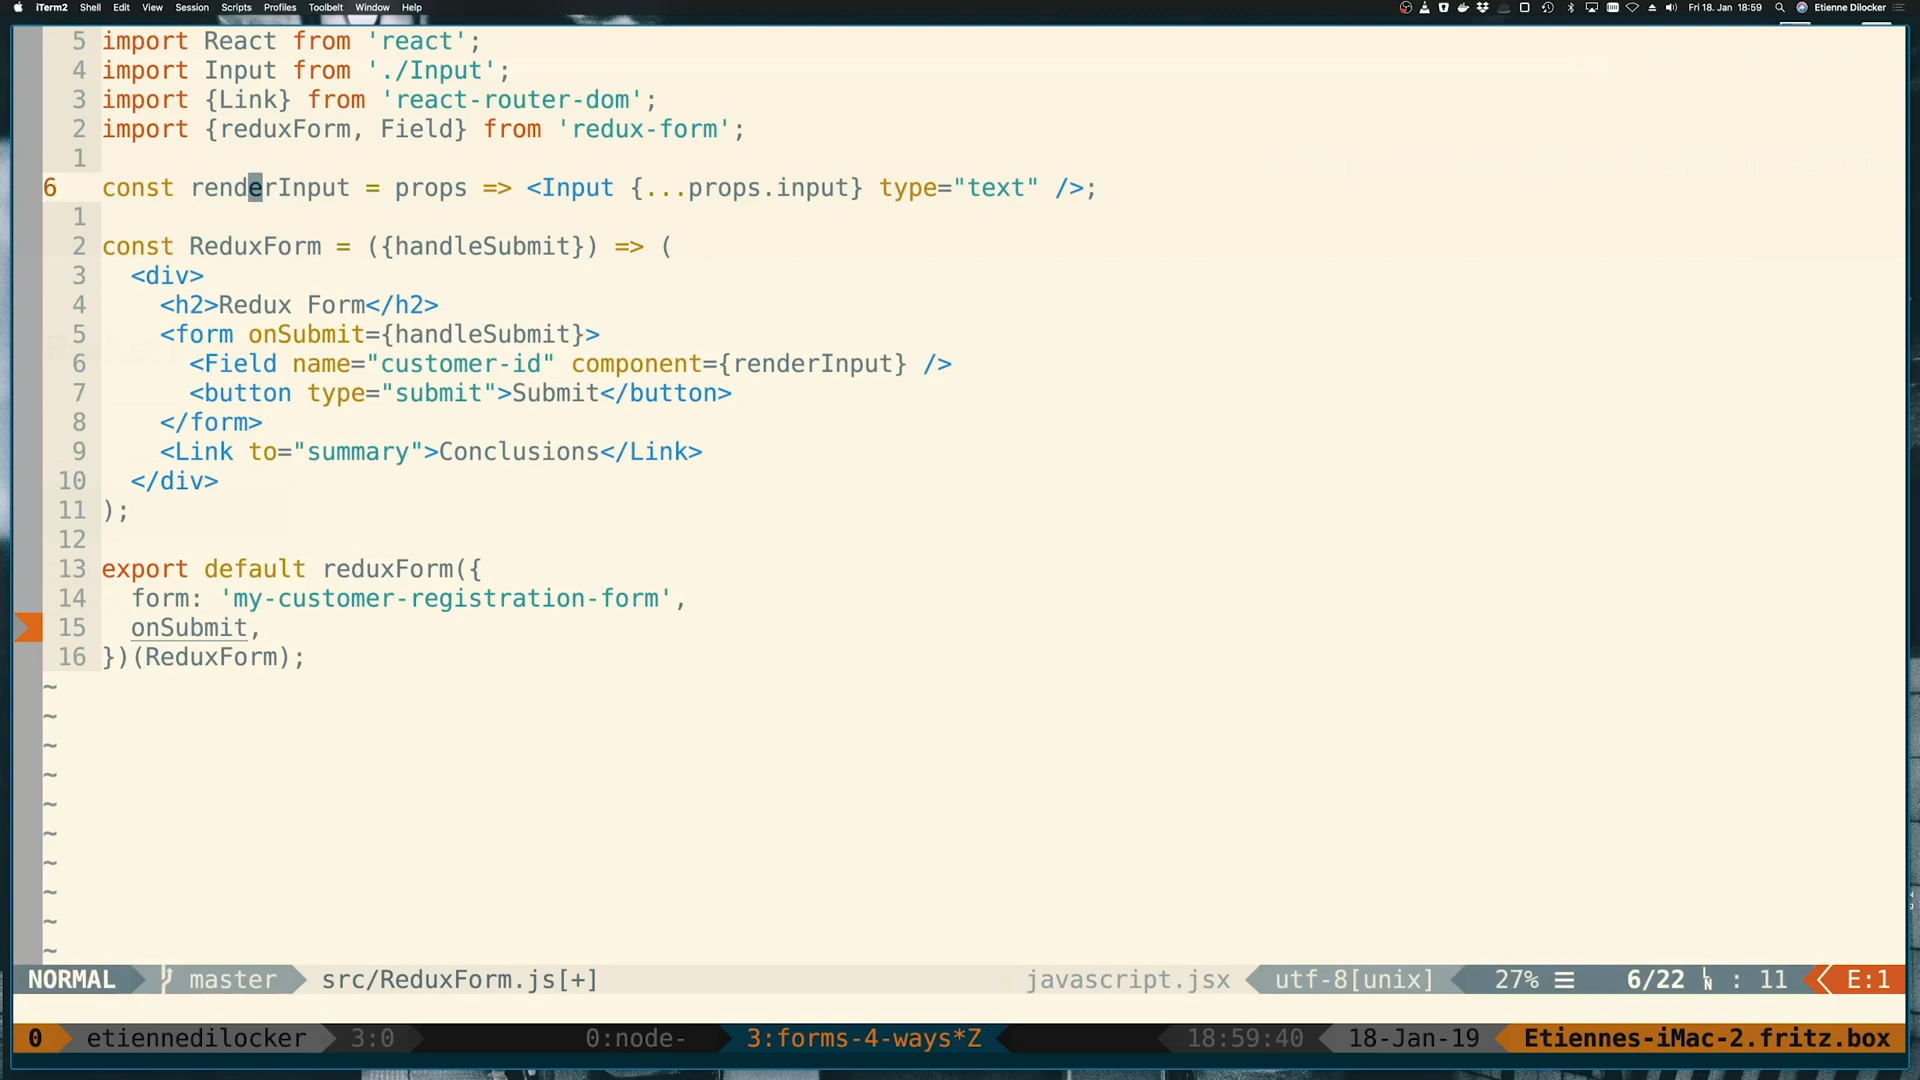 iTerm2 Shell Edit View Session Scripts Profiles Toolbelt Window Help Fri 18. Jan 18:59 Etienne Dilocker
5 import React from 'react';
4 import Input from './Input';
3 import {Link} from 'react-router-dom';
2 import {reduxForm, Field} from 'redux-form';
1
6 const renderInput = props => <Input {...props.input} type="text" />;
1
2 const ReduxForm = ({handleSubmit}) => (
3 <div>
4 <h2>Redux Form</h2>
5 <form onSubmit={handleSubmit}>
6 <Field name="customer-id" component={renderInput} />
7 <button type="submit">Submit</button>
8 </form>
9 <Link to="summary">Conclusions</Link>
10 </div>
11 );
12
13 export default reduxForm({
14 form: 'my-customer-registration-form',
15 onSubmit,
16 })(ReduxForm);
~
~
~
~
~
~
~
~
~
~
NORMAL master src/ReduxForm.js[+] javascript.jsx utf-8[unix] 27% ☰ 6/22 : 11 E:1
0 etiennedilocker 3:0 0:node- 3:forms-4-ways*Z 18:59:40 18-Jan-19 Etiennes-iMac-2.fritz.box